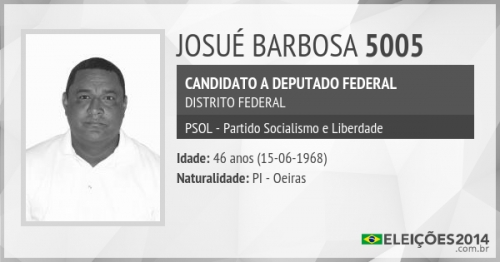 JOSUÉ BARBOSA 5005
CANDIDATO A DEPUTADO FEDERAL
DISTRITO FEDERAL
PSOL - Partido Socialismo e Liberdade
Idade: 46 anos (15-06-1968)
Naturalidade: PI - Oeiras
ELEIÇÕES2014
.com.br